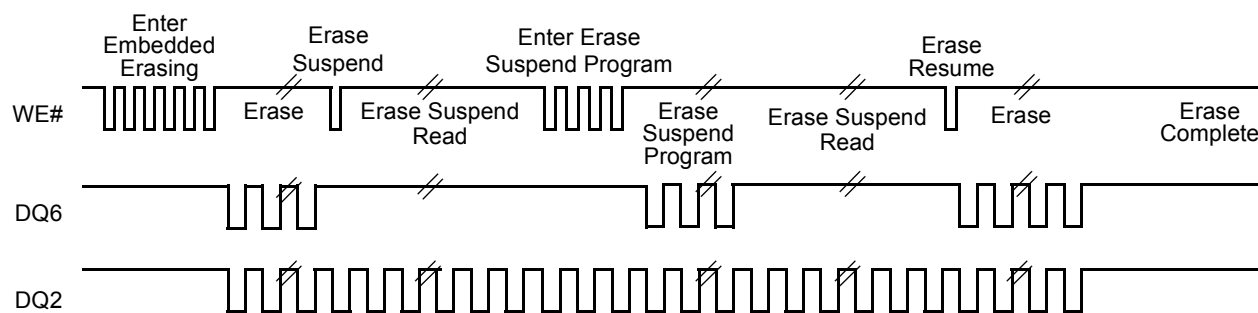 Enter
Embedded
Erasing
Erase
Suspend
Enter Erase
Suspend Program
Erase
Resume
WE#
Erase
Erase Suspend
Read
Erase
Suspend
Program
Erase Suspend
Read
Erase
Erase
Complete
DQ6
DQ2